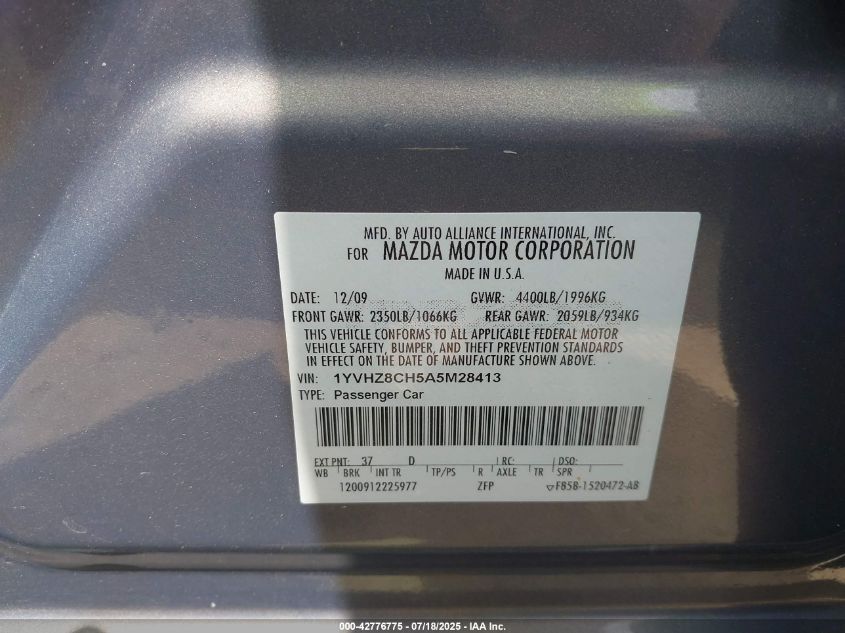 MFD. BY AUTO ALLIANCE INTERNATIONAL, INC.
FOR MAZDA MOTOR CORPORATION
MADE IN U.S.A.
DATE: 12/09 GVWR: 4400LB/1996KG
FRONT GAWR: 2350LB/1066KG REAR GAWR: 2059LB/934KG
THIS VEHICLE CONFORMS TO ALL APPLICABLE FEDERAL MOTOR
VEHICLE SAFETY, BUMPER, AND THEFT PREVENTION STANDARDS
IN EFFECT ON THE DATE OF MANUFACTURE SHOWN ABOVE.
VIN: 1YVHZ8CH5A5M28413
TYPE: Passenger Car
EXT PNT: 37 D RC: DSO:
WB BRK INT TR TP/PS R AXLE TR SPR
1200912225977 ZFP F85B-1520472-AB
000-42776775 - 07/18/2025 - IAA Inc.